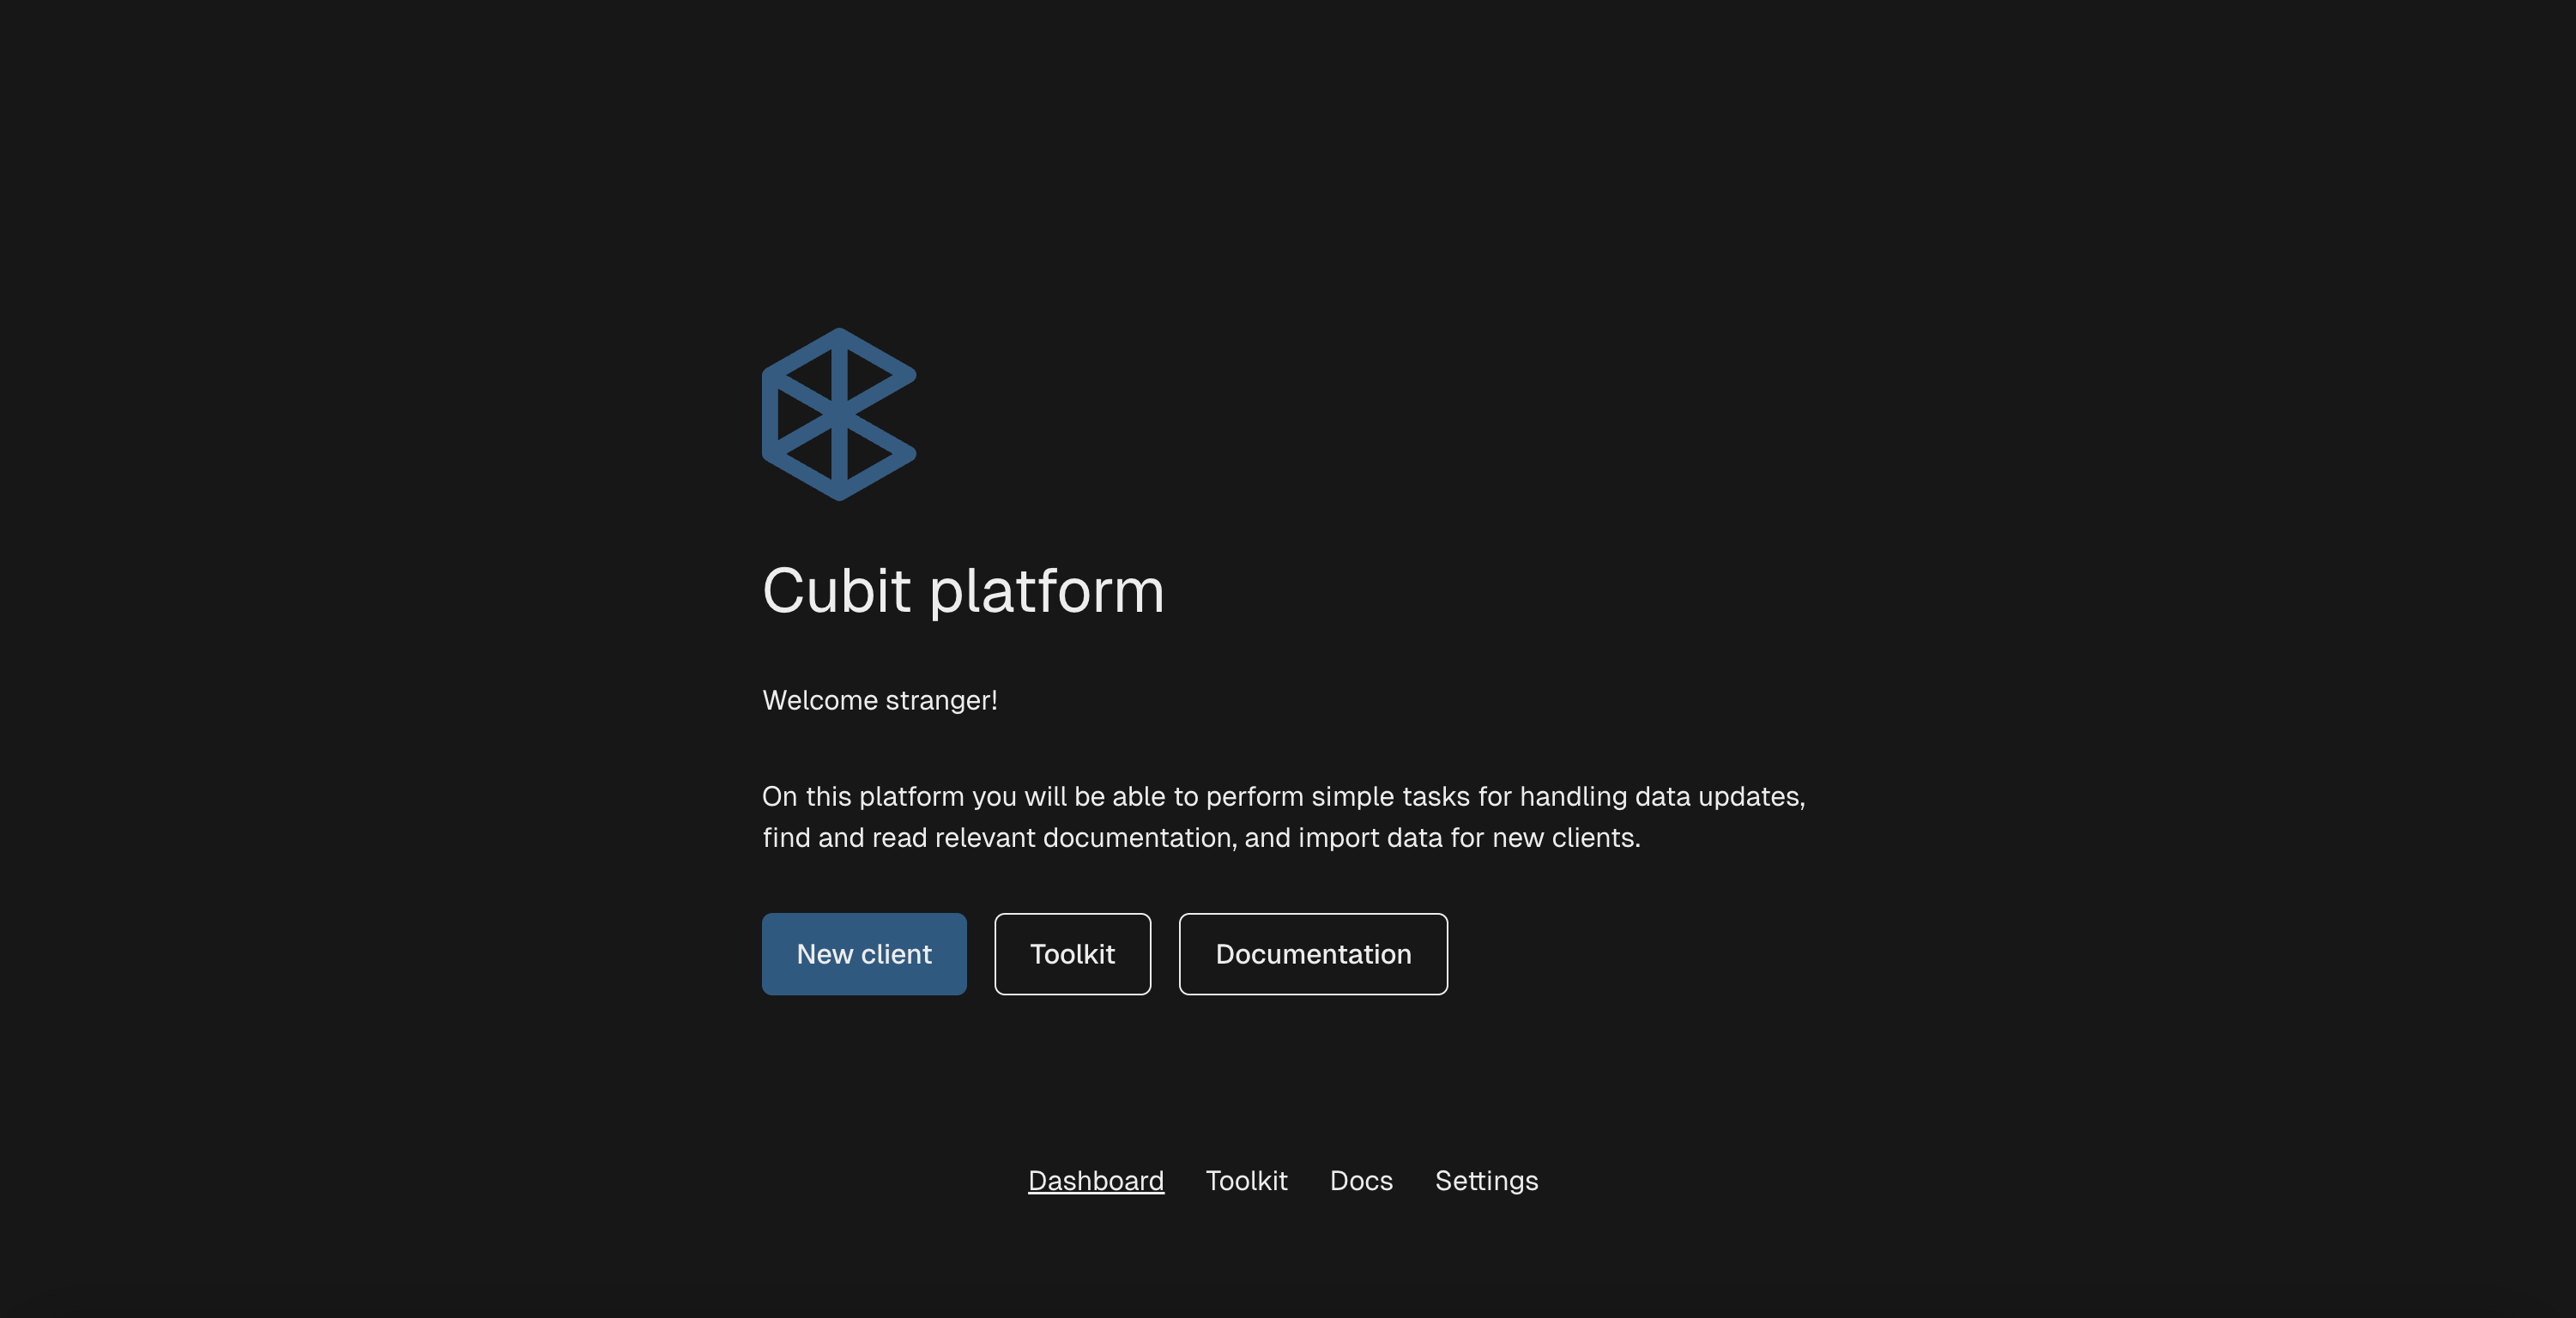 Cubit platform
Welcome stranger!
On this platform you will be able to perform simple tasks for handling data updates,
find and read relevant documentation, and import data for new clients.
New client Toolkit Documentation
Dashboard Toolkit Docs Settings